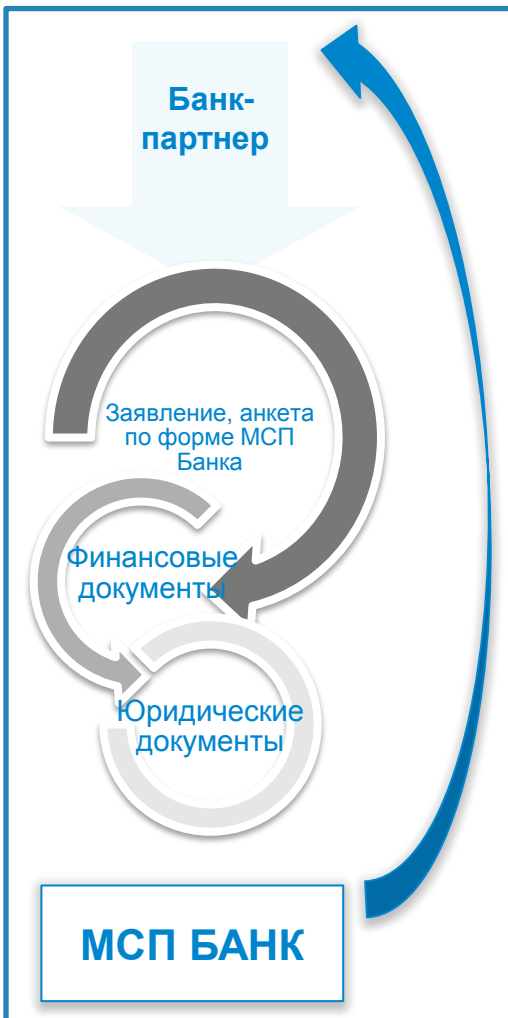 Банк-
партнер
Заявление, анкета
по форме МСП
Банка
Финансовые
документы
Юридические
документы
МСП БАНК